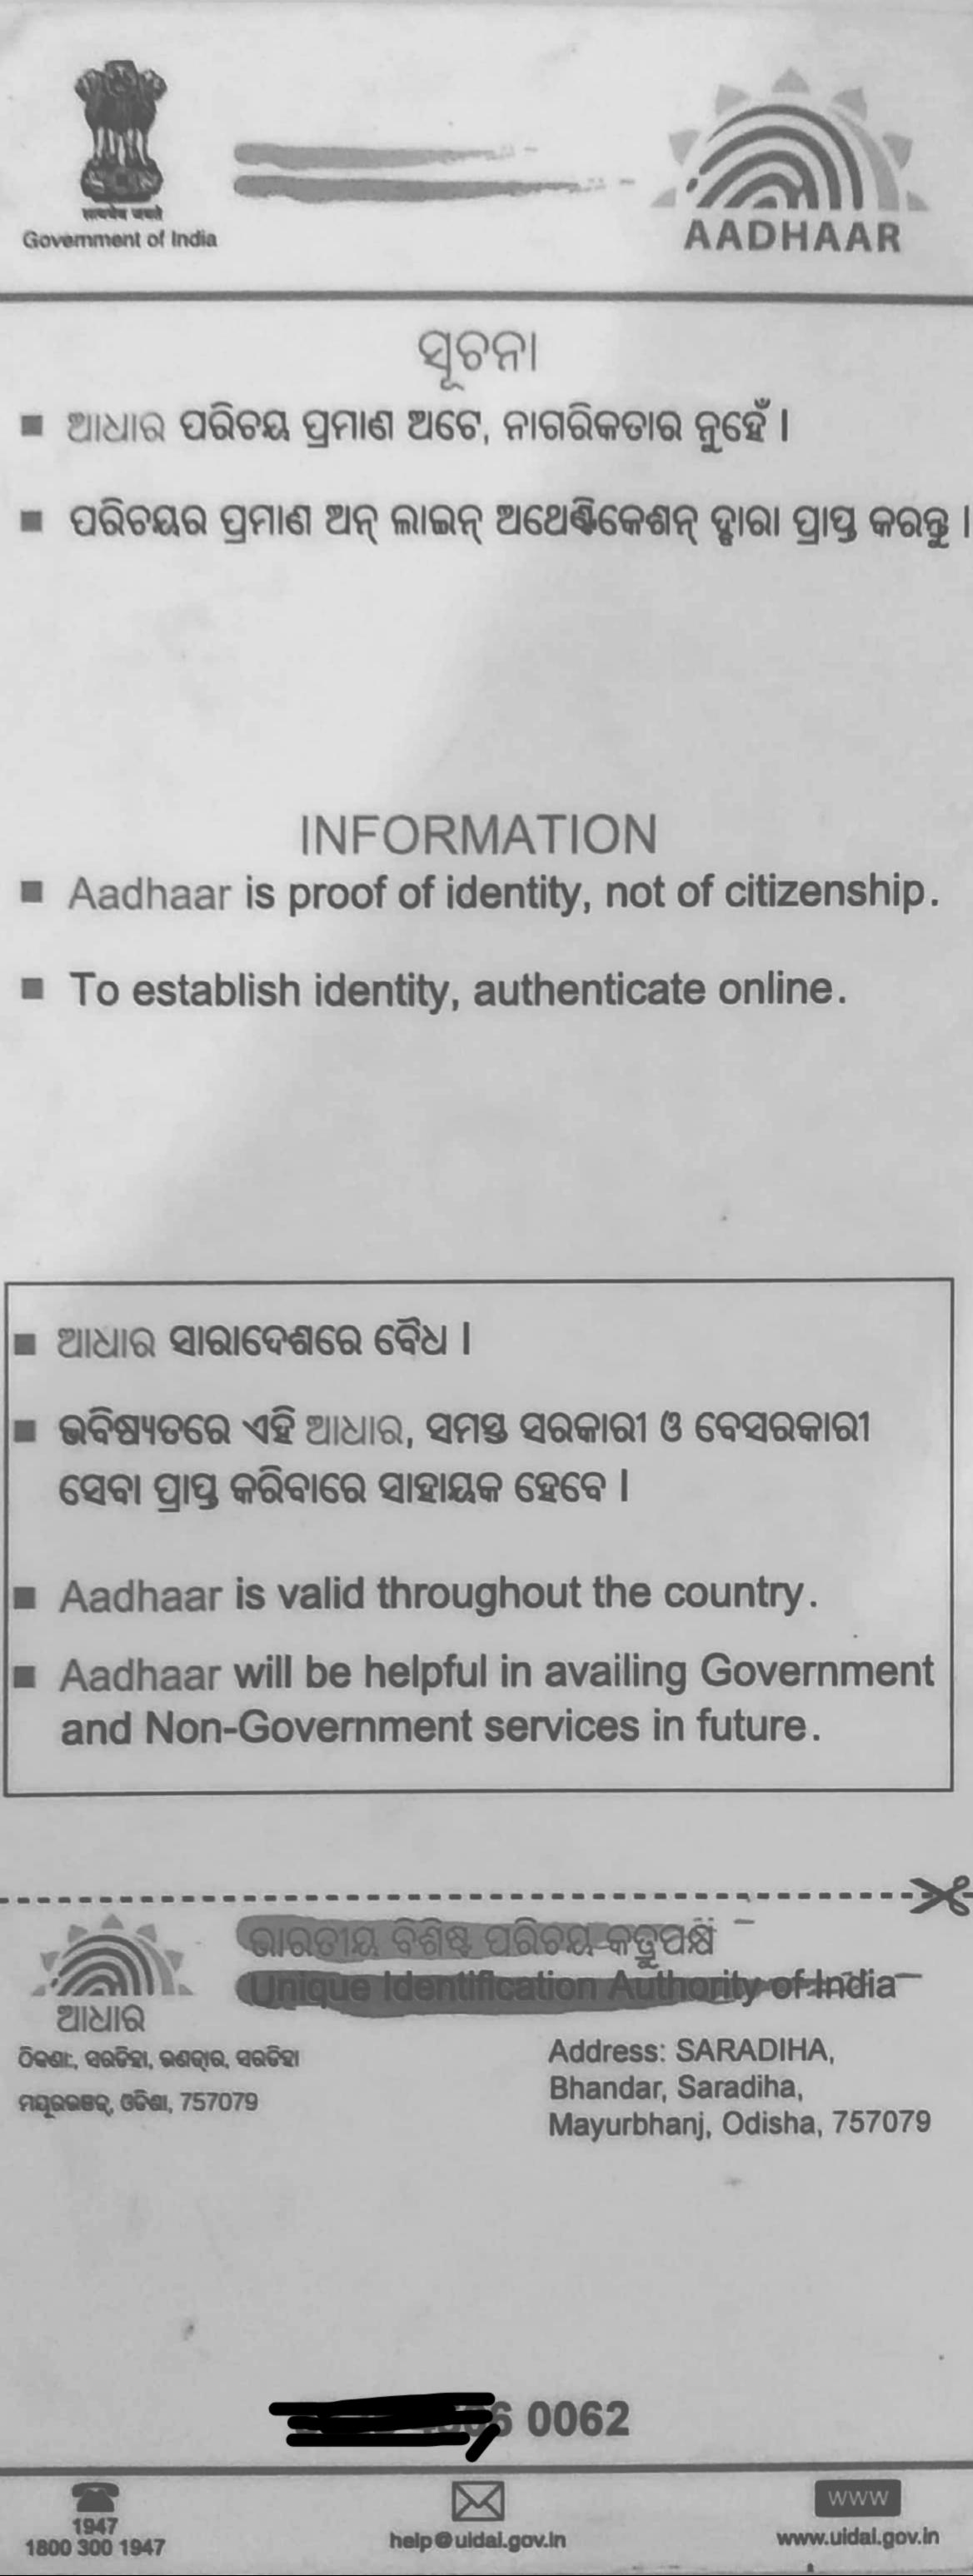 सत्यमेव जयते
Government of India
AADHAAR
ସୂଚନା
■ ଆଧାର ପରିଚୟ ପ୍ରମାଣ ଅଟେ, ନାଗରିକତାର ନୁହେଁ ।
■ ପରିଚୟର ପ୍ରମାଣ ଅନ୍ ଲାଇନ୍ ଅଥେଣ୍ଟିକେଶନ୍ ଦ୍ବାରା ପ୍ରାପ୍ତ କରନ୍ତୁ ।
INFORMATION
■ Aadhaar is proof of identity, not of citizenship.
■ To establish identity, authenticate online.
■ ଆଧାର ସାରାଦେଶରେ ବୈଧ ।
■ ଭବିଷ୍ୟତରେ ଏହି ଆଧାର, ସମସ୍ତ ସରକାରୀ ଓ ବେସରକାରୀ
ସେବା ପ୍ରାପ୍ତ କରିବାରେ ସାହାୟକ ହେବେ ।
■ Aadhaar is valid throughout the country.
■ Aadhaar will be helpful in availing Government
and Non-Government services in future.
ଭାରତୀୟ ବିଶିଷ୍ଟ ପରିଚୟ କର୍ତ୍ତୃପକ୍ଷ
Unique Identification Authority of India
ଆଧାର
ଠିକଣା:, ସରଡିହା, ଭଣ୍ଡାର, ସରଡିହା
ମୟୂରଭଞ୍ଜ, ଓଡିଶା, 757079
Address: SARADIHA,
Bhandar, Saradiha,
Mayurbhanj, Odisha, 757079
0062
1947
1800 300 1947
help@uidai.gov.in
www
www.uidai.gov.in